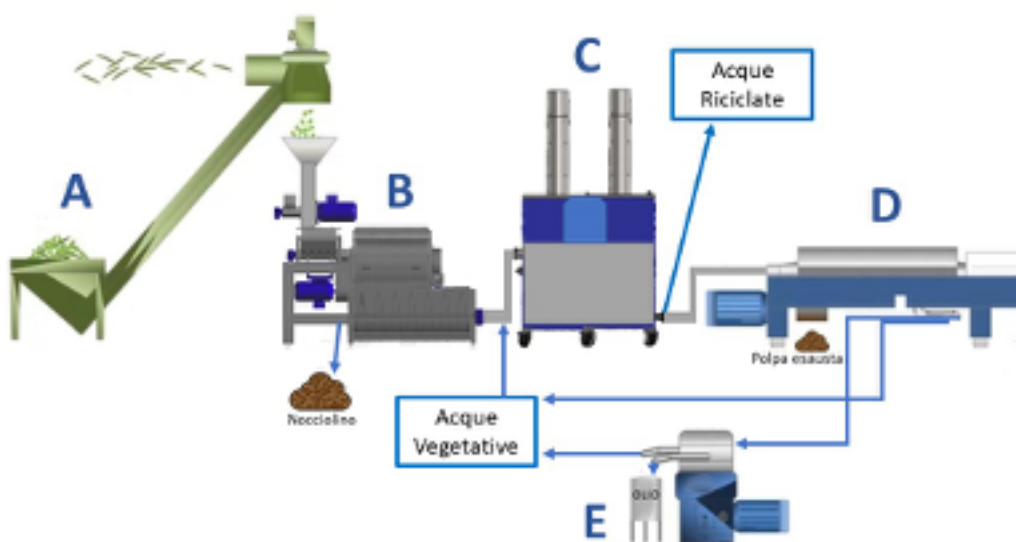 A
B
C
Acque
Riciclate
D
Polpa esausta
Nocciolino
Acque
Vegetative
OLIO
E